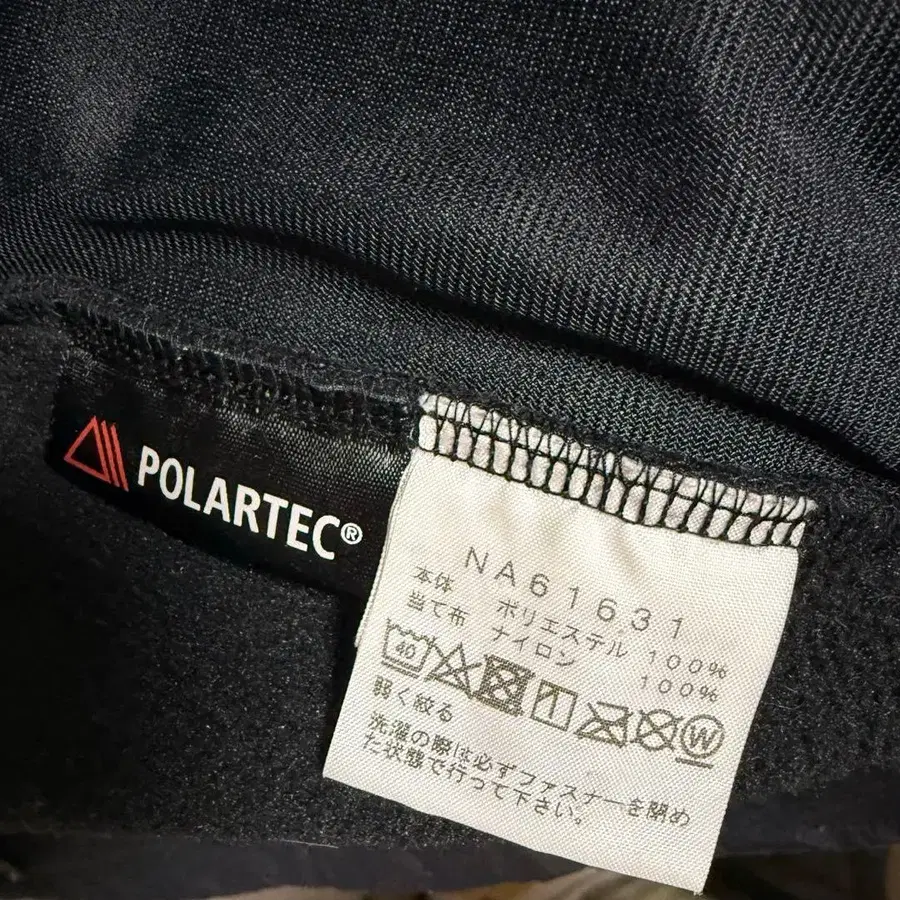 POLARTEC®
NA61631
本体 ポリエステル 100%
当て布 ナイロン 100%
40
W
弱く絞る
洗濯の際は必ずファスナーを閉め
た状態で行って下さい。